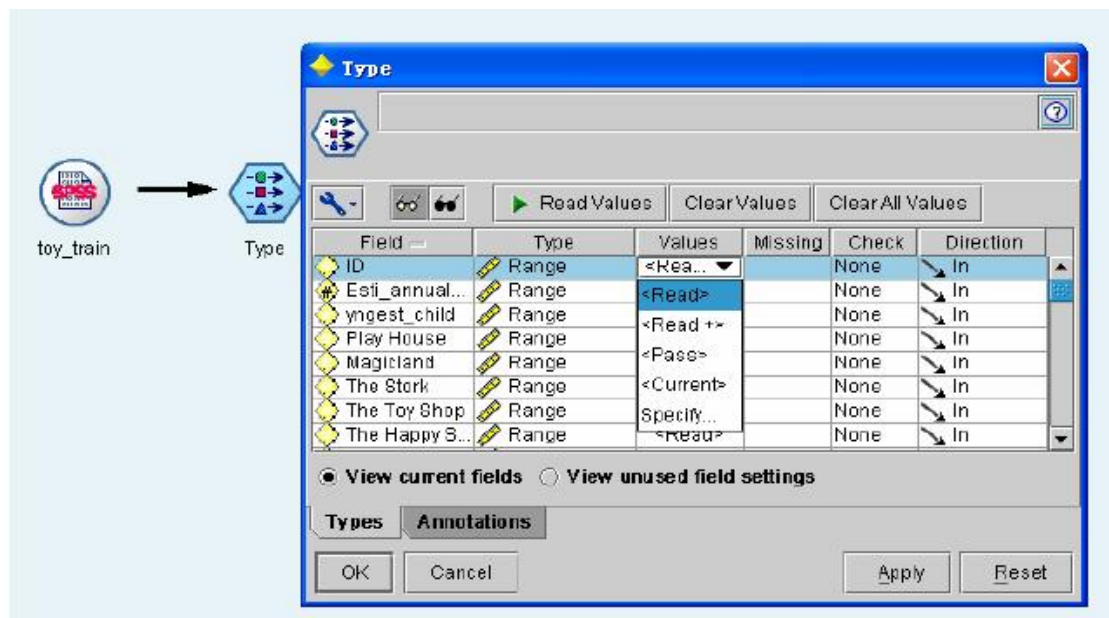 Type
SPSS
toy_train
Type
Read Values
Clear Values
Clear All Values
Field Type Values Missing Check Direction
ID Range <Rea... None In
Esti_annual... Range None In
yngest_child Range None In
Play House Range None In
Magicland Range None In
The Stork Range None In
The Toy Shop Range None In
The Happy S... Range <Read> None In
<Read>
<Read +>
<Pass>
<Current>
Specify...
View current fields View unused field settings
Types Annotations
OK Cancel Apply Reset